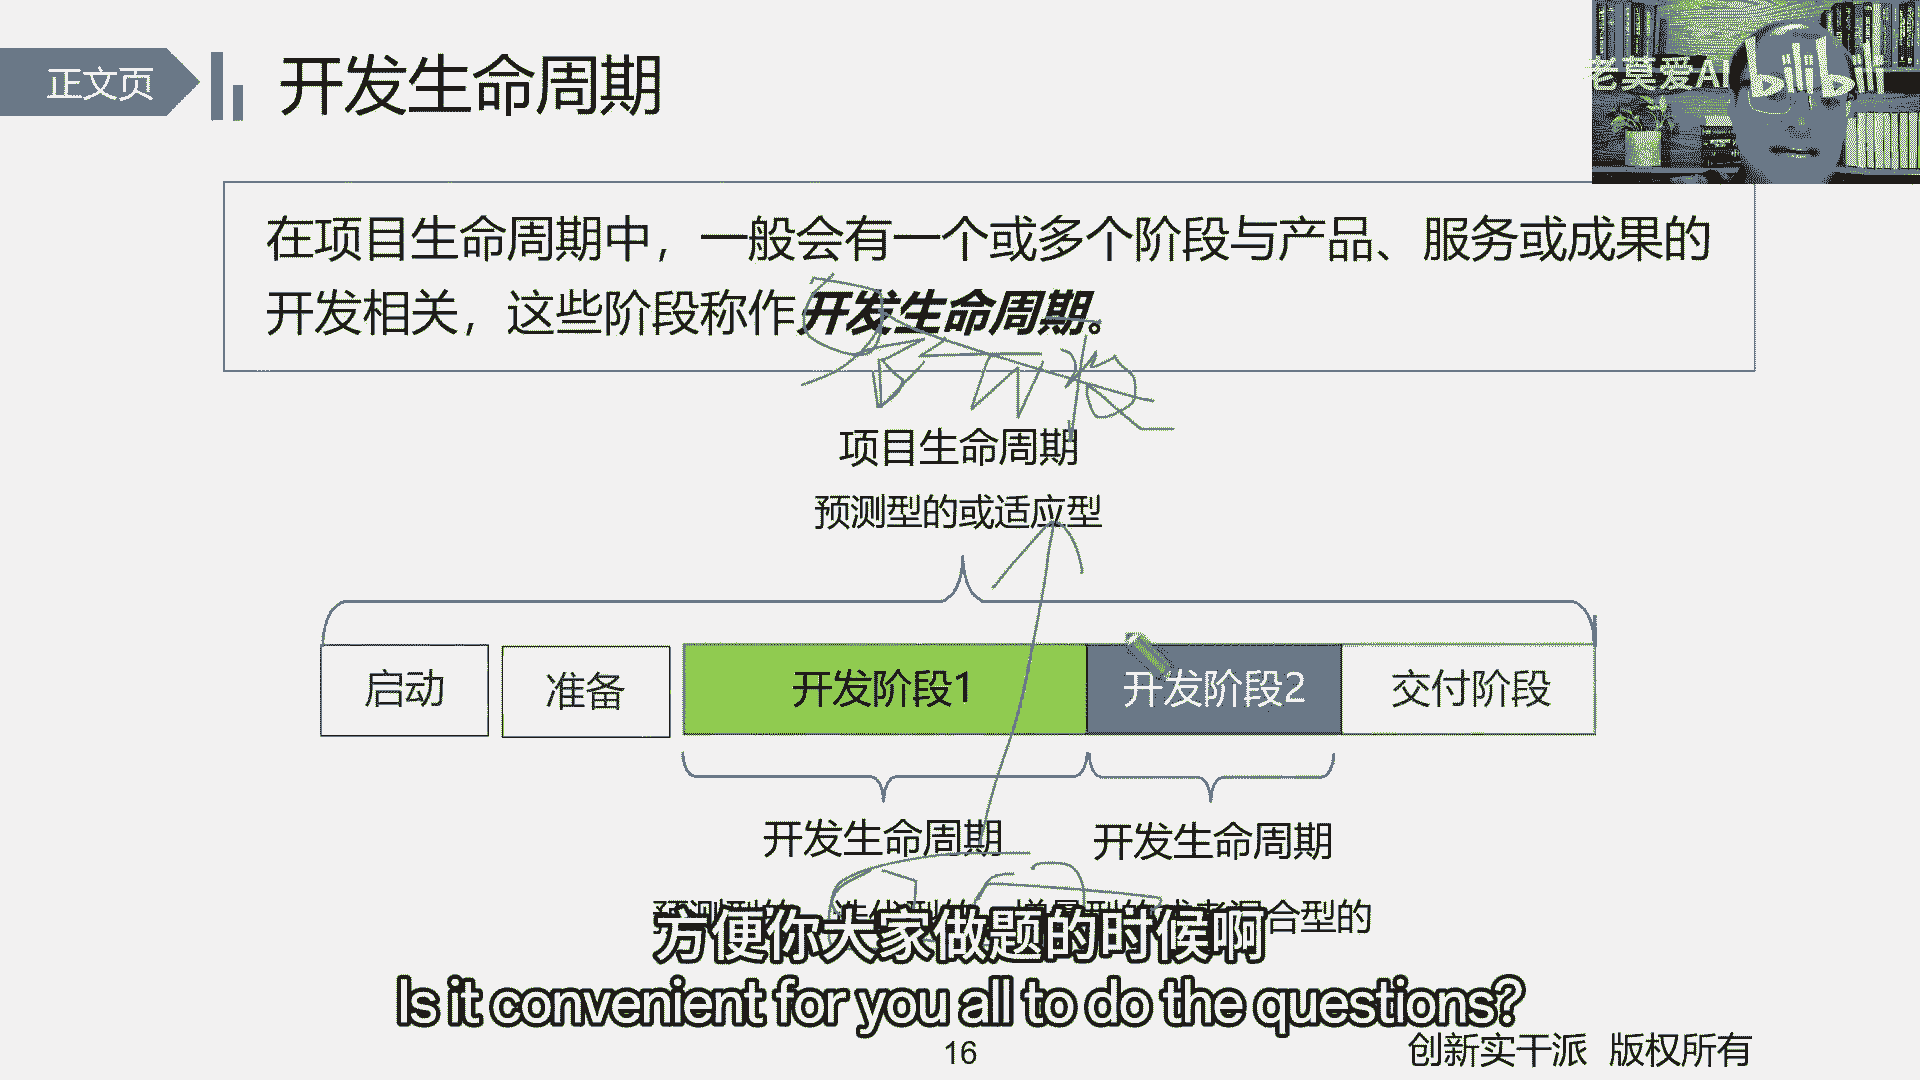 正文页
开发生命周期
老莫爱AI
bilibili
在项目生命周期中，一般会有一个或多个阶段与产品、服务或成果的
开发相关，这些阶段称作开发生命周期。
项目生命周期
预测型的或适应型
启动
准备
开发阶段1
开发阶段2
交付阶段
开发生命周期
开发生命周期
合型的
方便你大家做题的时候啊
Is it convenient for you all to do the questions?
16
创新实干派 版权所有